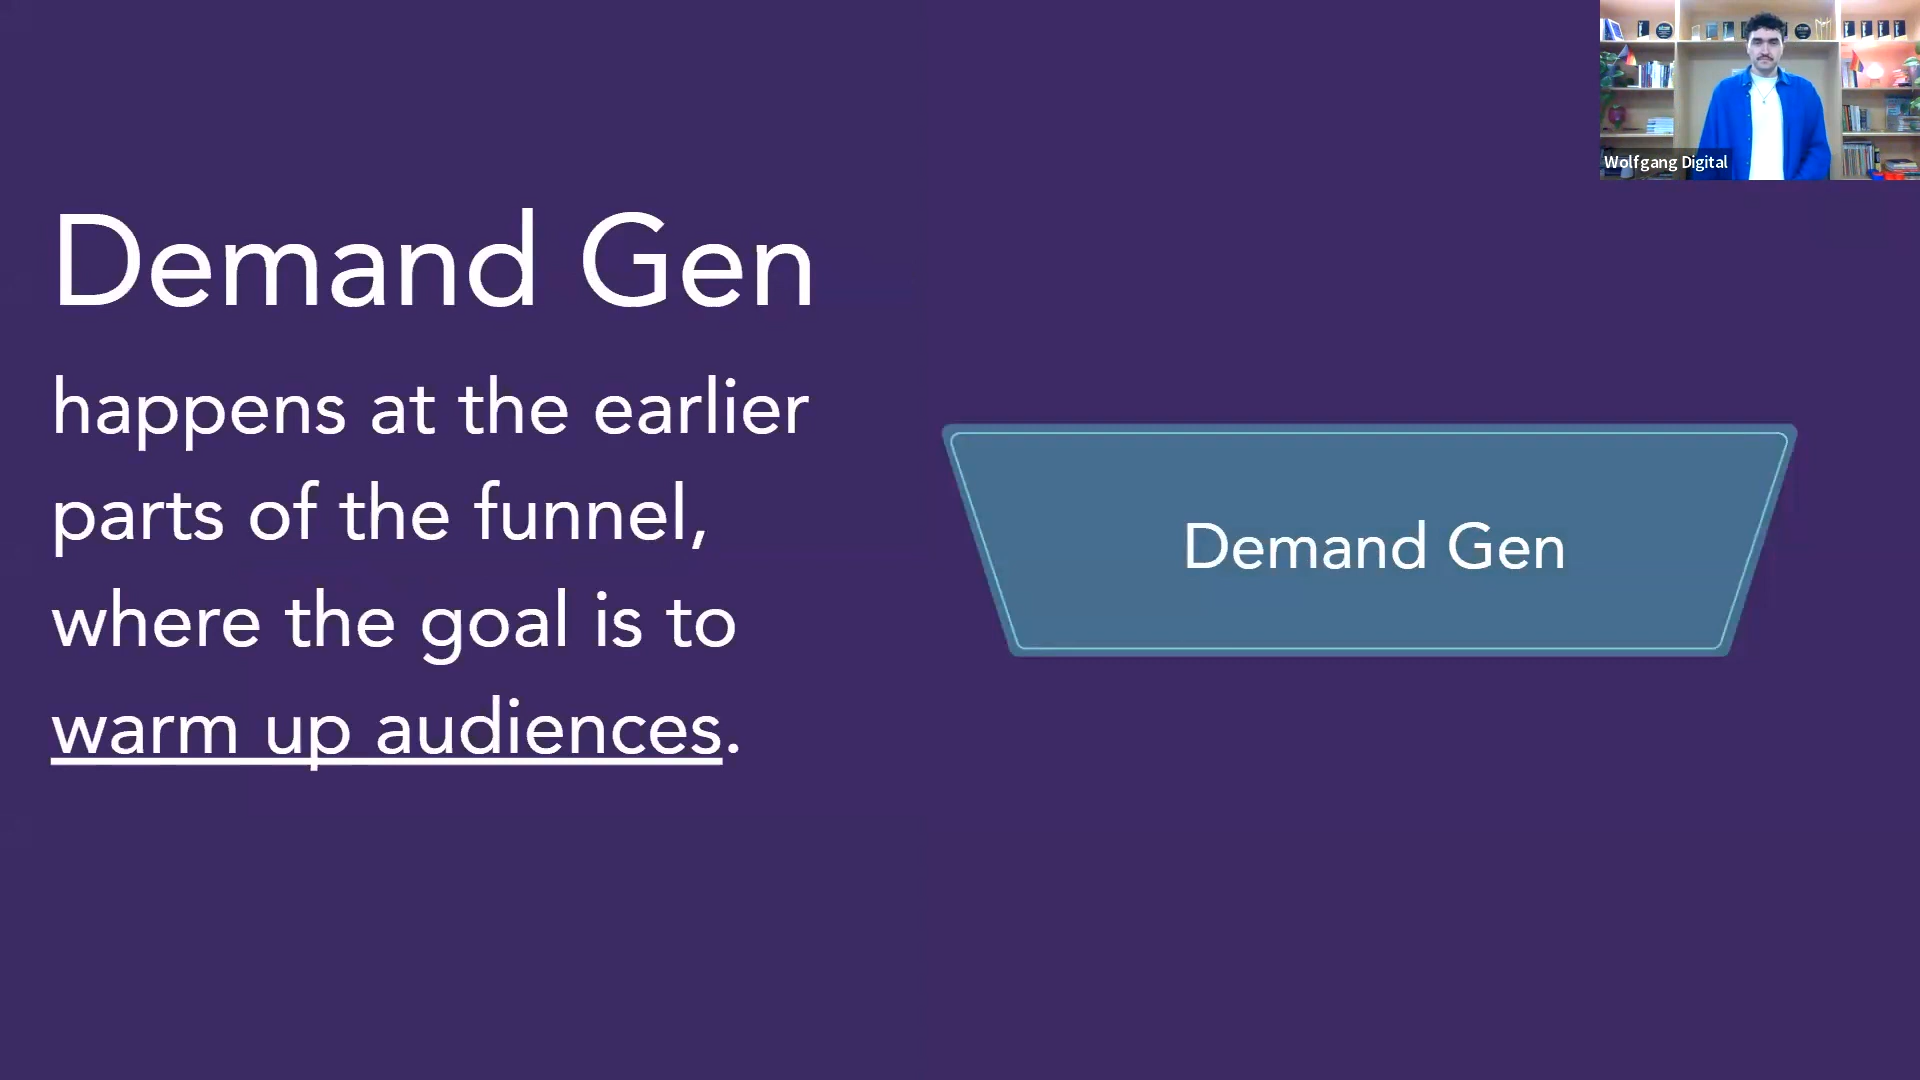 Wolfgang Digital
Demand Gen
happens at the earlier
parts of the funnel,
where the goal is to
warm up audiences.
Demand Gen